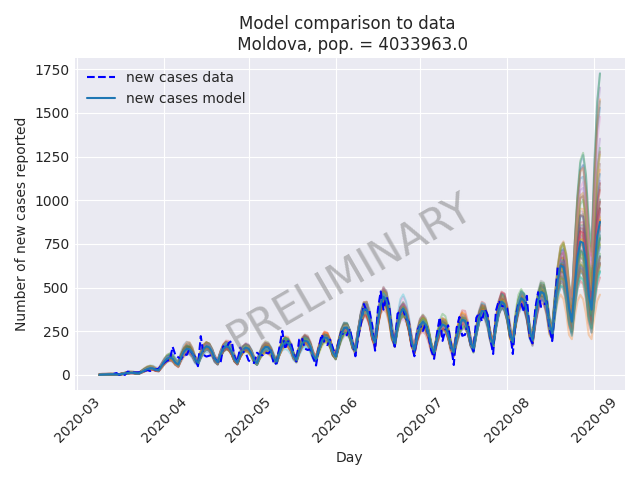 Model comparison to data
Moldova, pop. = 4033963.0
new cases data
new cases model
Number of new cases reported
1750
1500
1250
1000
750
500
250
0
PRELIMINARY
2020-03
2020-04
2020-05
2020-06
2020-07
2020-08
2020-09
Day